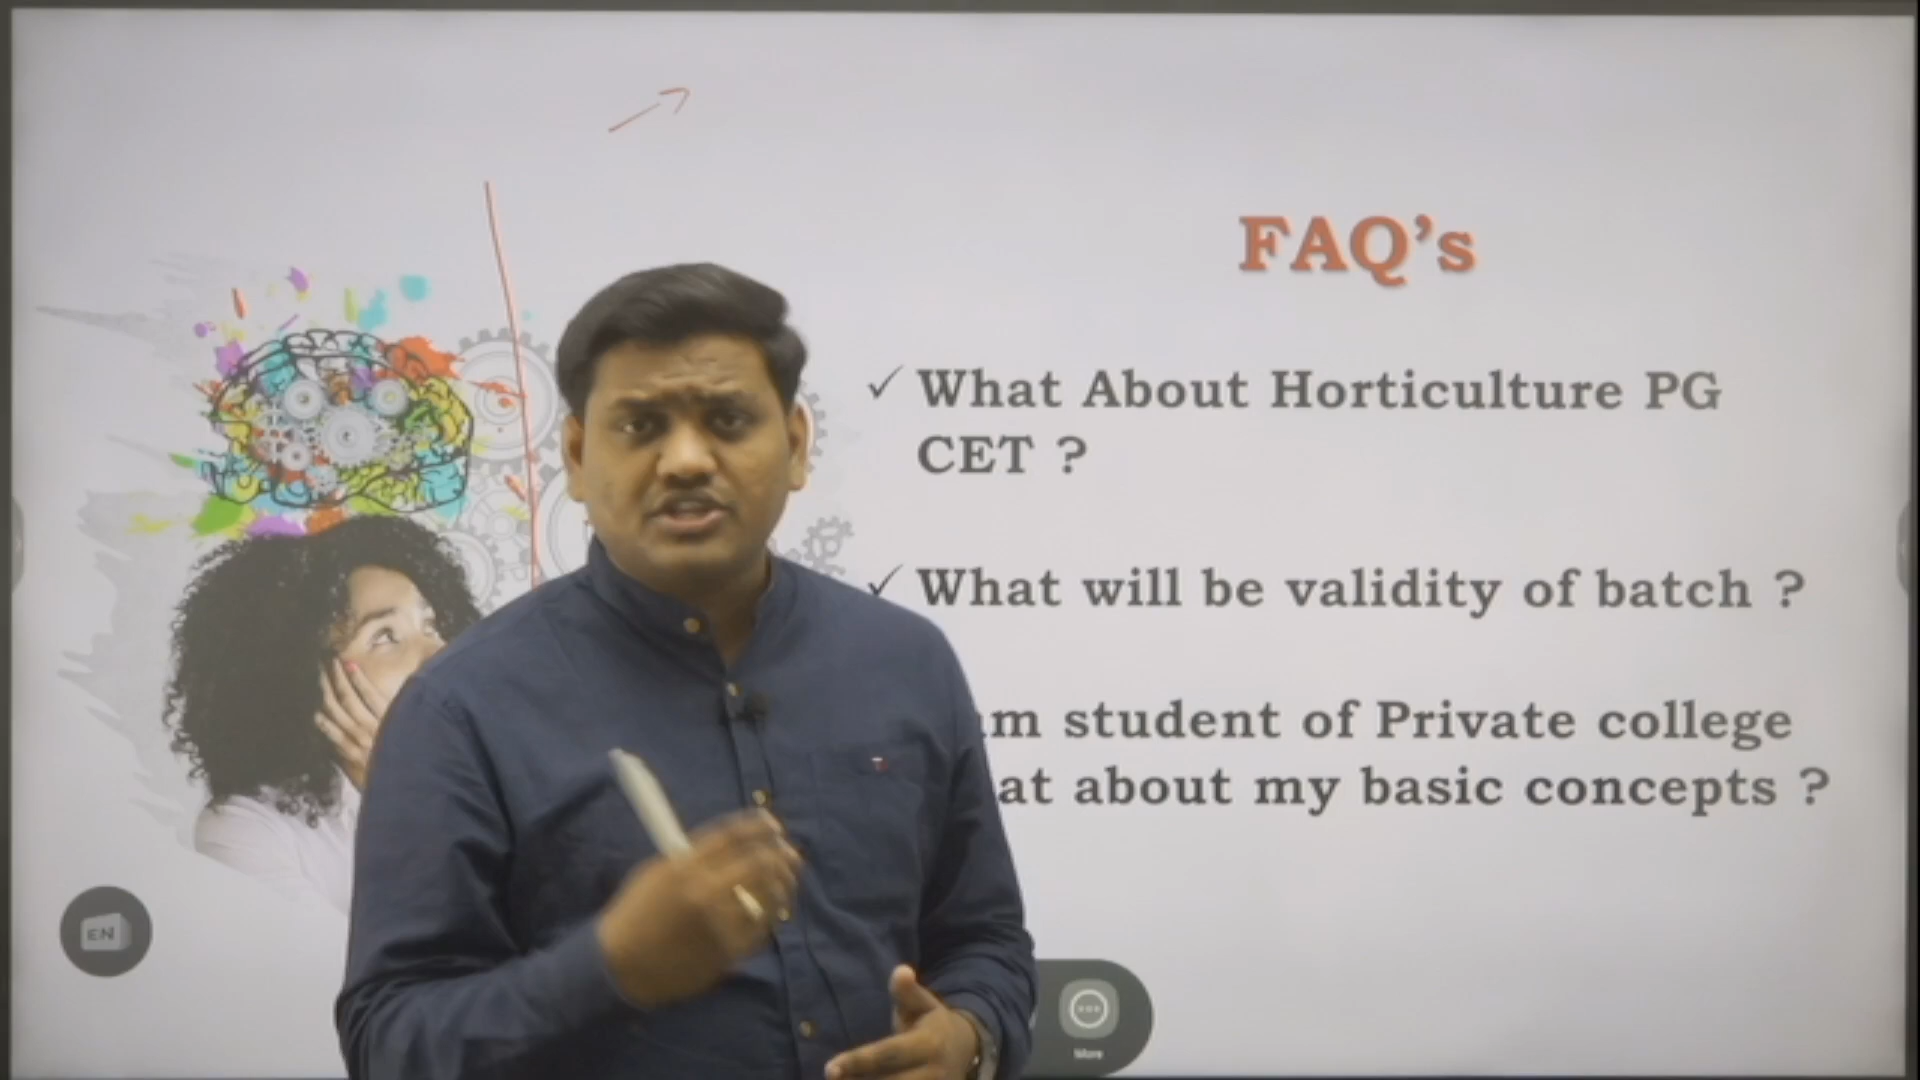 FAQ's
✓ What About Horticulture PG
CET ?
✓ What will be validity of batch ?
student of Private college
about my basic concepts ?
EN
More